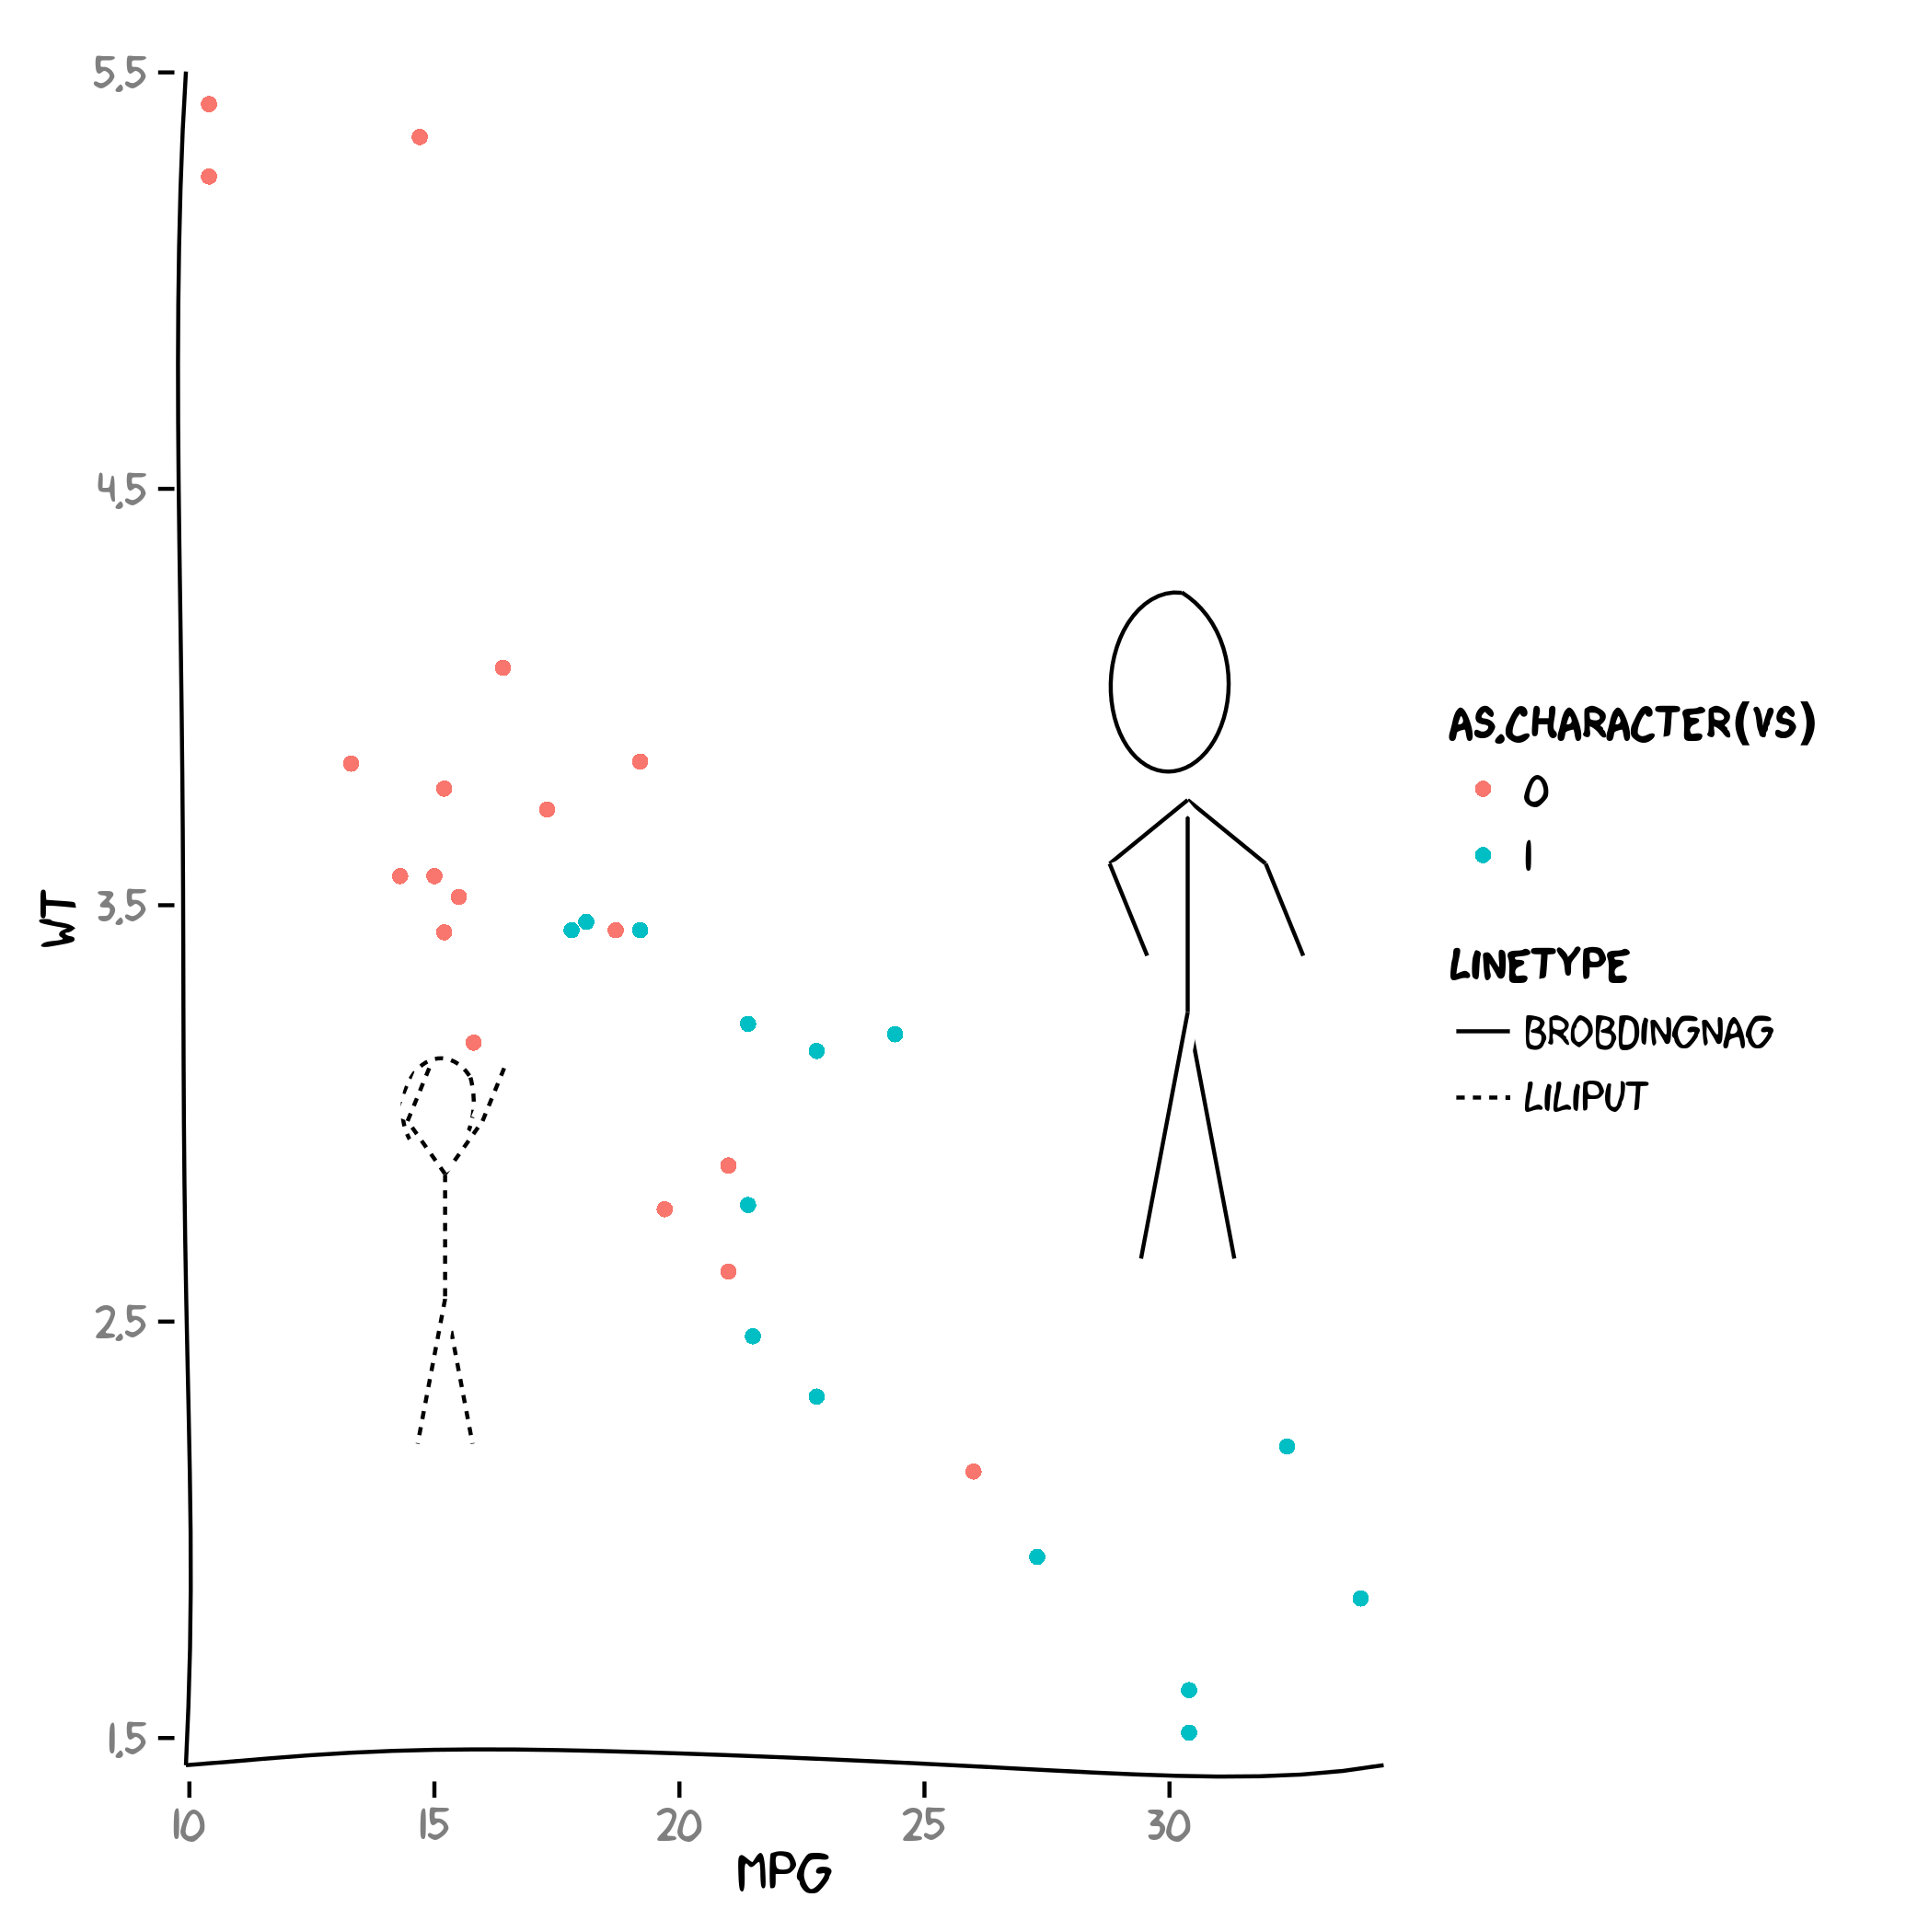 5.5
4.5
3.5
2.5
1.5
WT
10 15 20 25 30
MPG
AS.CHARACTER(VS)
0
1
LINETYPE
BROBDINGNAG
LILIPUT